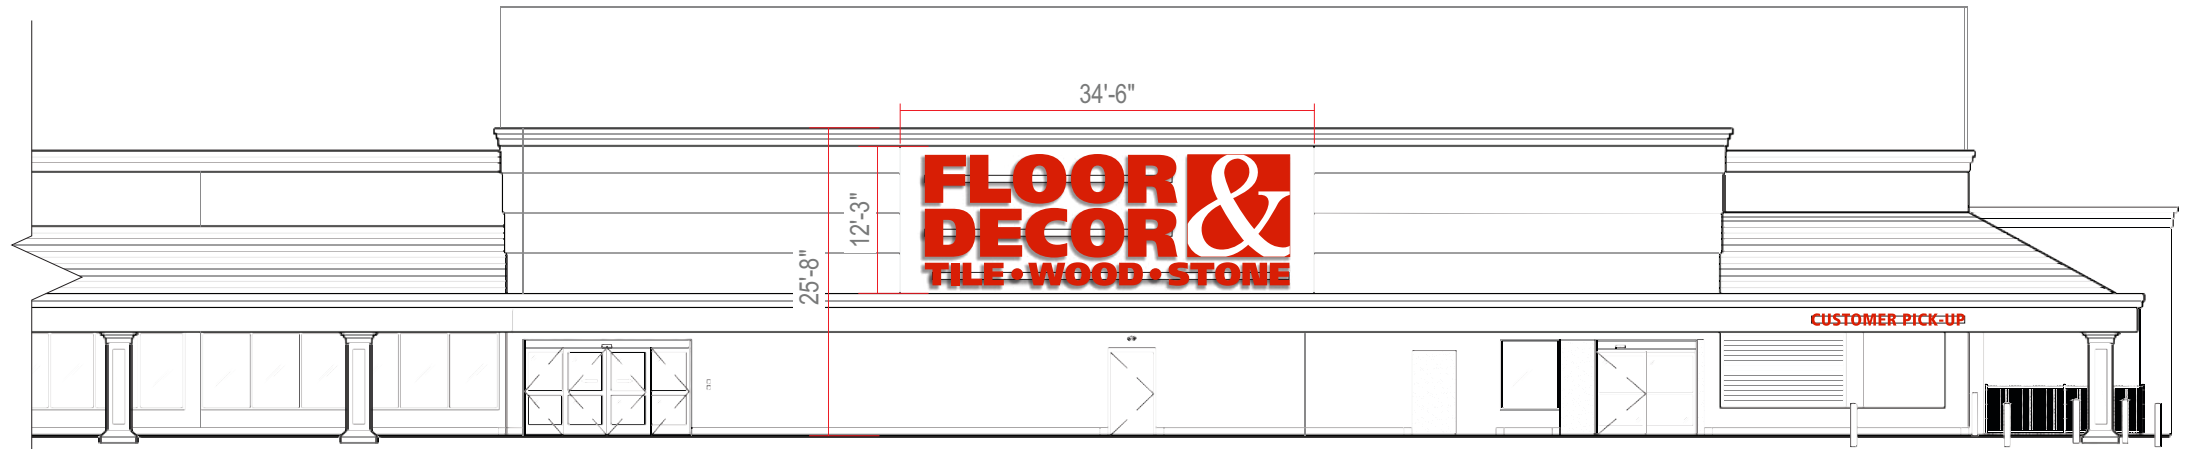 34'-6"
FLOOR &
DECOR
TILE • WOOD • STONE
12'-3"
25'-8"
CUSTOMER PICK-UP